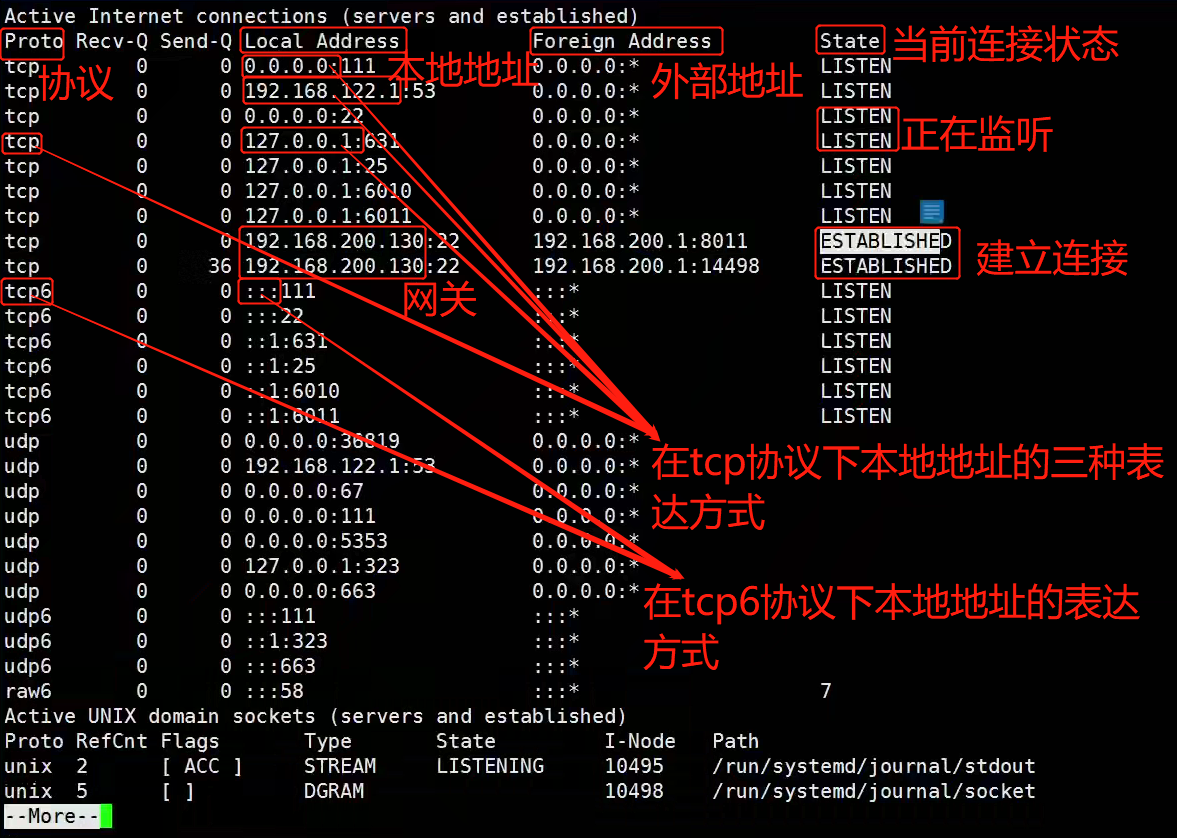 Active Internet connections (servers and established)
Proto Recv-Q Send-Q Local Address Foreign Address State 当前连接状态
tcp 0 0 0.0.0.0:111 0.0.0.0:* LISTEN
协议 本地地址 外部地址
tcp 0 0 192.168.122.1:53 0.0.0.0:* LISTEN
tcp 0 0 0.0.0.0:22 0.0.0.0:* LISTEN
tcp 0 0 127.0.0.1:631 0.0.0.0:* LISTEN 正在监听
tcp 0 0 127.0.0.1:25 0.0.0.0:* LISTEN
tcp 0 0 127.0.0.1:6010 0.0.0.0:* LISTEN
tcp 0 0 127.0.0.1:6011 0.0.0.0:* LISTEN
tcp 0 0 192.168.200.130:22 192.168.200.1:8011 ESTABLISHED
tcp 0 36 192.168.200.130:22 192.168.200.1:14498 ESTABLISHED 建立连接
tcp6 0 0 :::111 :::* LISTEN
网关
tcp6 0 0 :::22 :::* LISTEN
tcp6 0 0 ::1:631 :::* LISTEN
tcp6 0 0 ::1:25 :::* LISTEN
tcp6 0 0 ::1:6010 :::* LISTEN
tcp6 0 0 ::1:6011 :::* LISTEN
udp 0 0 0.0.0.0:36819 0.0.0.0:*
udp 0 0 192.168.122.1:53 0.0.0.0:* 在tcp协议下本地地址的三种表
udp 0 0 0.0.0.0:67 0.0.0.0:*
udp 0 0 0.0.0.0:111 0.0.0.0:* 达方式
udp 0 0 0.0.0.0:5353 0.0.0.0:*
udp 0 0 127.0.0.1:323 0.0.0.0:*
udp 0 0 0.0.0.0:663 0.0.0.0:* 在tcp6协议下本地地址的表达
udp6 0 0 :::111 :::*
udp6 0 0 ::1:323 :::* 方式
udp6 0 0 :::663 :::*
raw6 0 0 :::58 :::* 7
Active UNIX domain sockets (servers and established)
Proto RefCnt Flags Type State I-Node Path
unix 2 [ ACC ] STREAM LISTENING 10495 /run/systemd/journal/stdout
unix 5 [ ] DGRAM 10498 /run/systemd/journal/socket
--More--